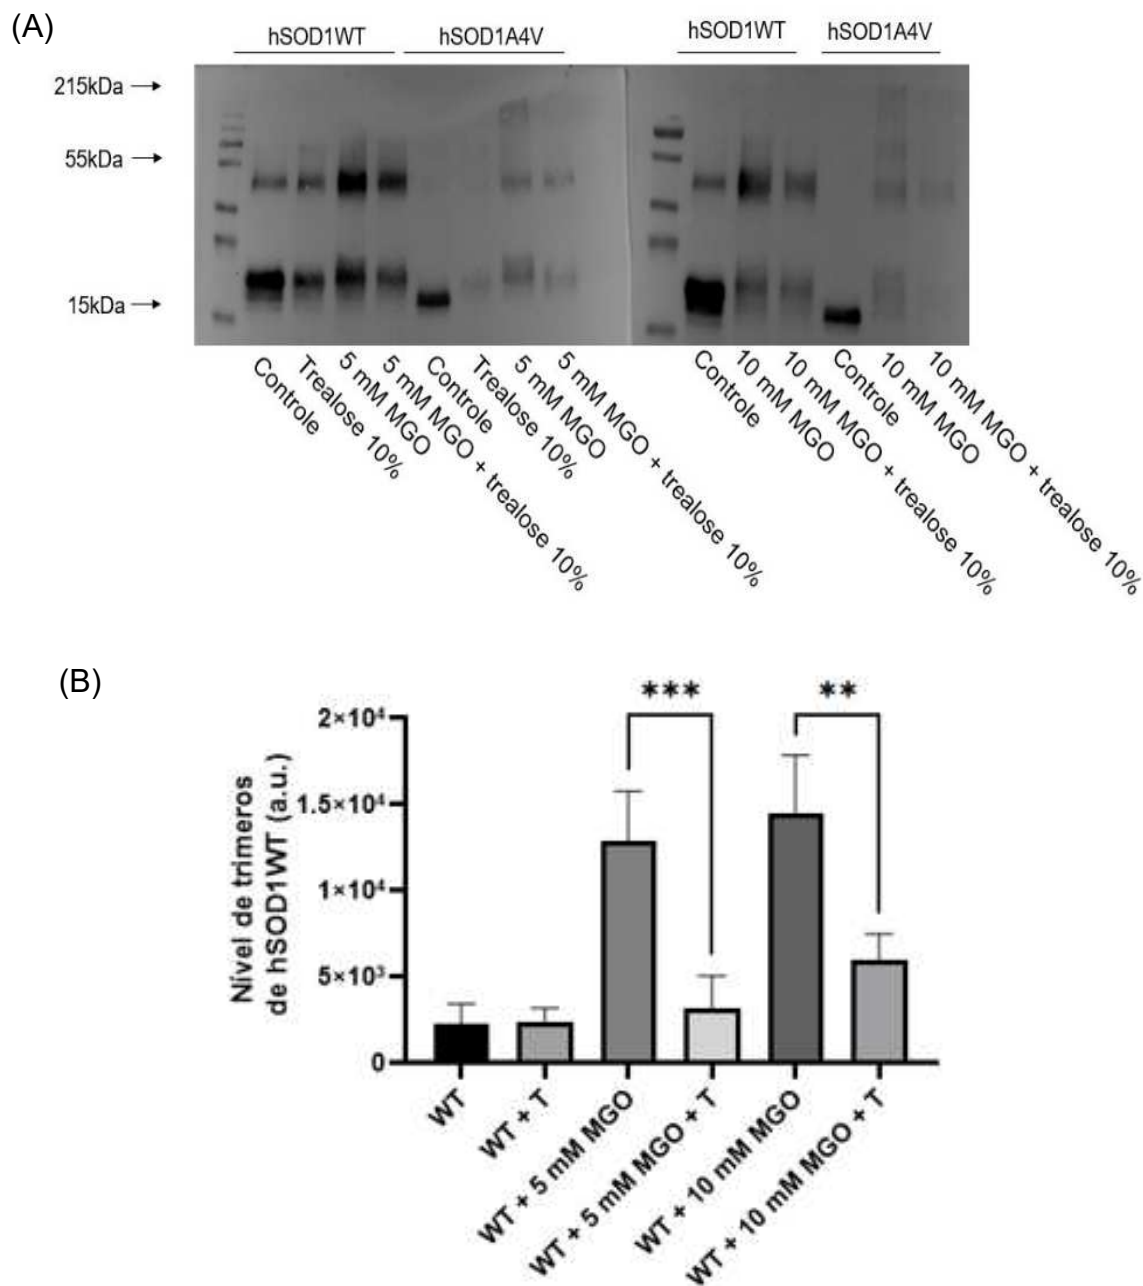 (A)
hSOD1WT
hSOD1A4V
hSOD1WT
hSOD1A4V
215kDa
55kDa
15kDa
Controle
Trealose 10%
5 mM MGO
5 mM MGO + trealose 10%
Controle
Trealose 10%
5 mM MGO
5 mM MGO + trealose 10%
Controle
10 mM MGO
10 mM MGO + trealose 10%
Controle
10 mM MGO
10 mM MGO + trealose 10%
(B)
***
**
Nível de trimeros
de hSOD1WT (a.u.)
2×10⁴
1.5×10⁴
1×10⁴
5×10³
0
WT
WT + T
WT + 5 mM MGO
WT + 5 mM MGO + T
WT + 10 mM MGO
WT + 10 mM MGO + T